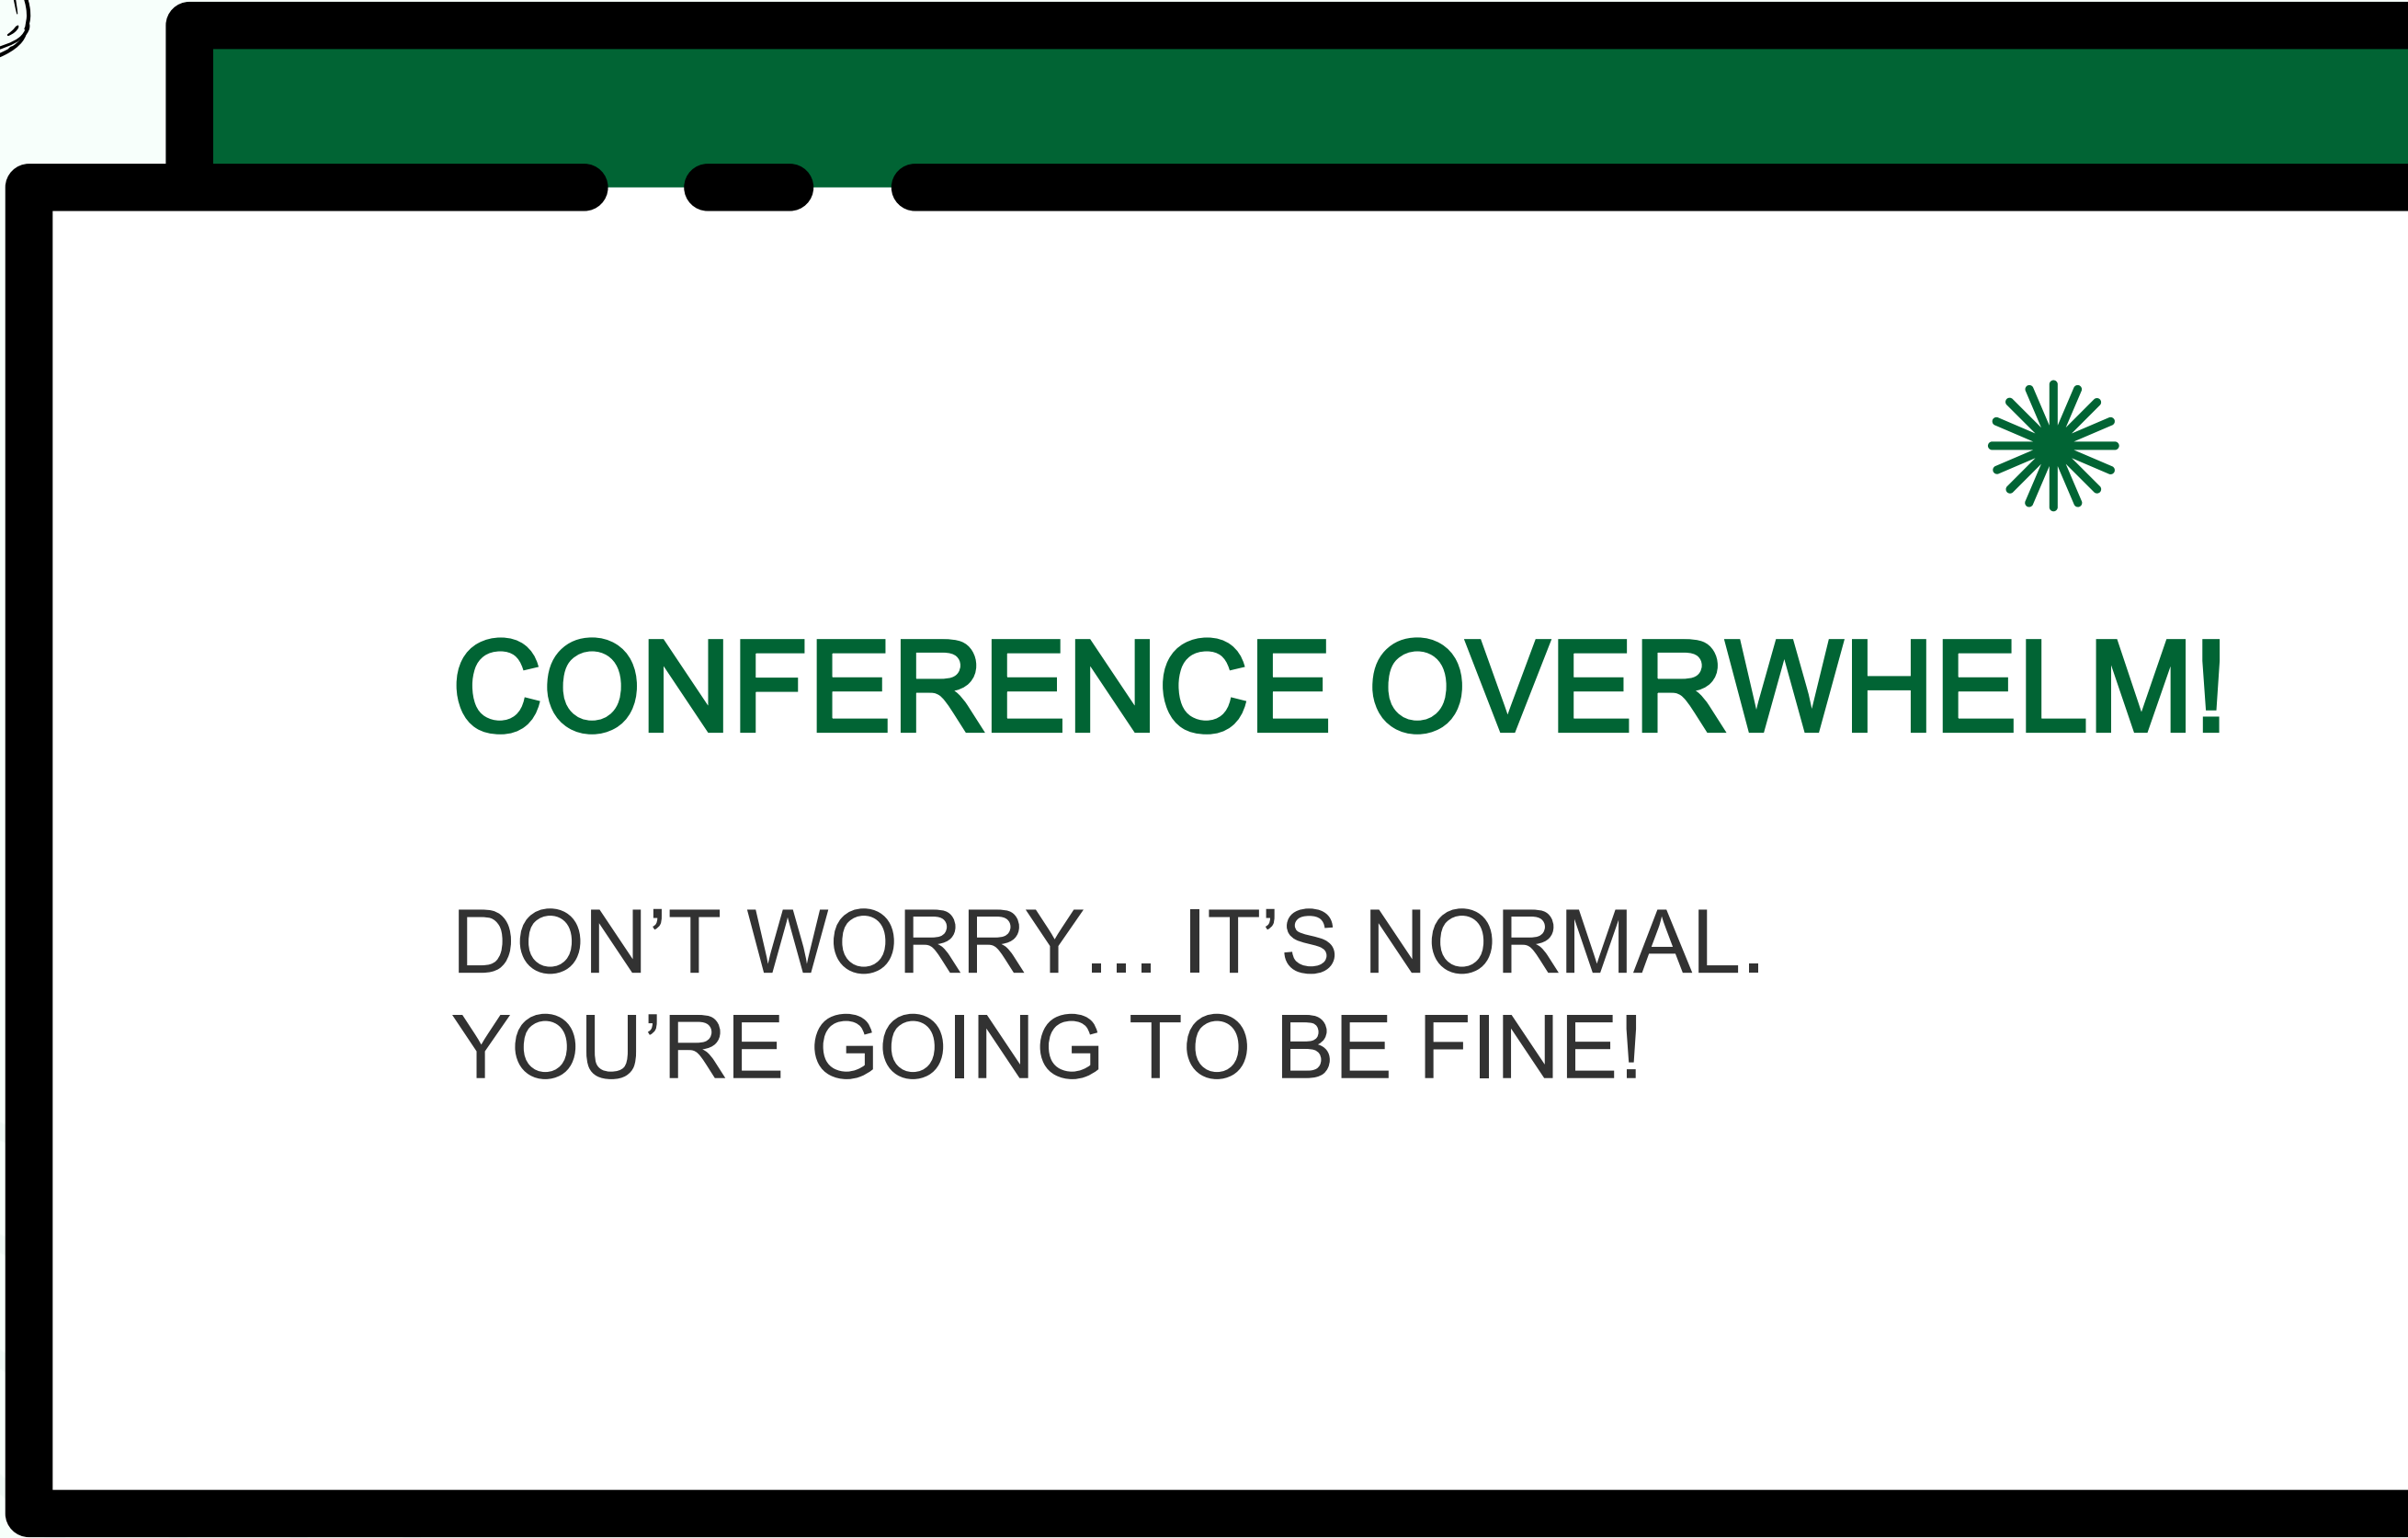 CONFERENCE OVERWHELM!
DON’T WORRY... IT’S NORMAL.
YOU’RE GOING TO BE FINE!